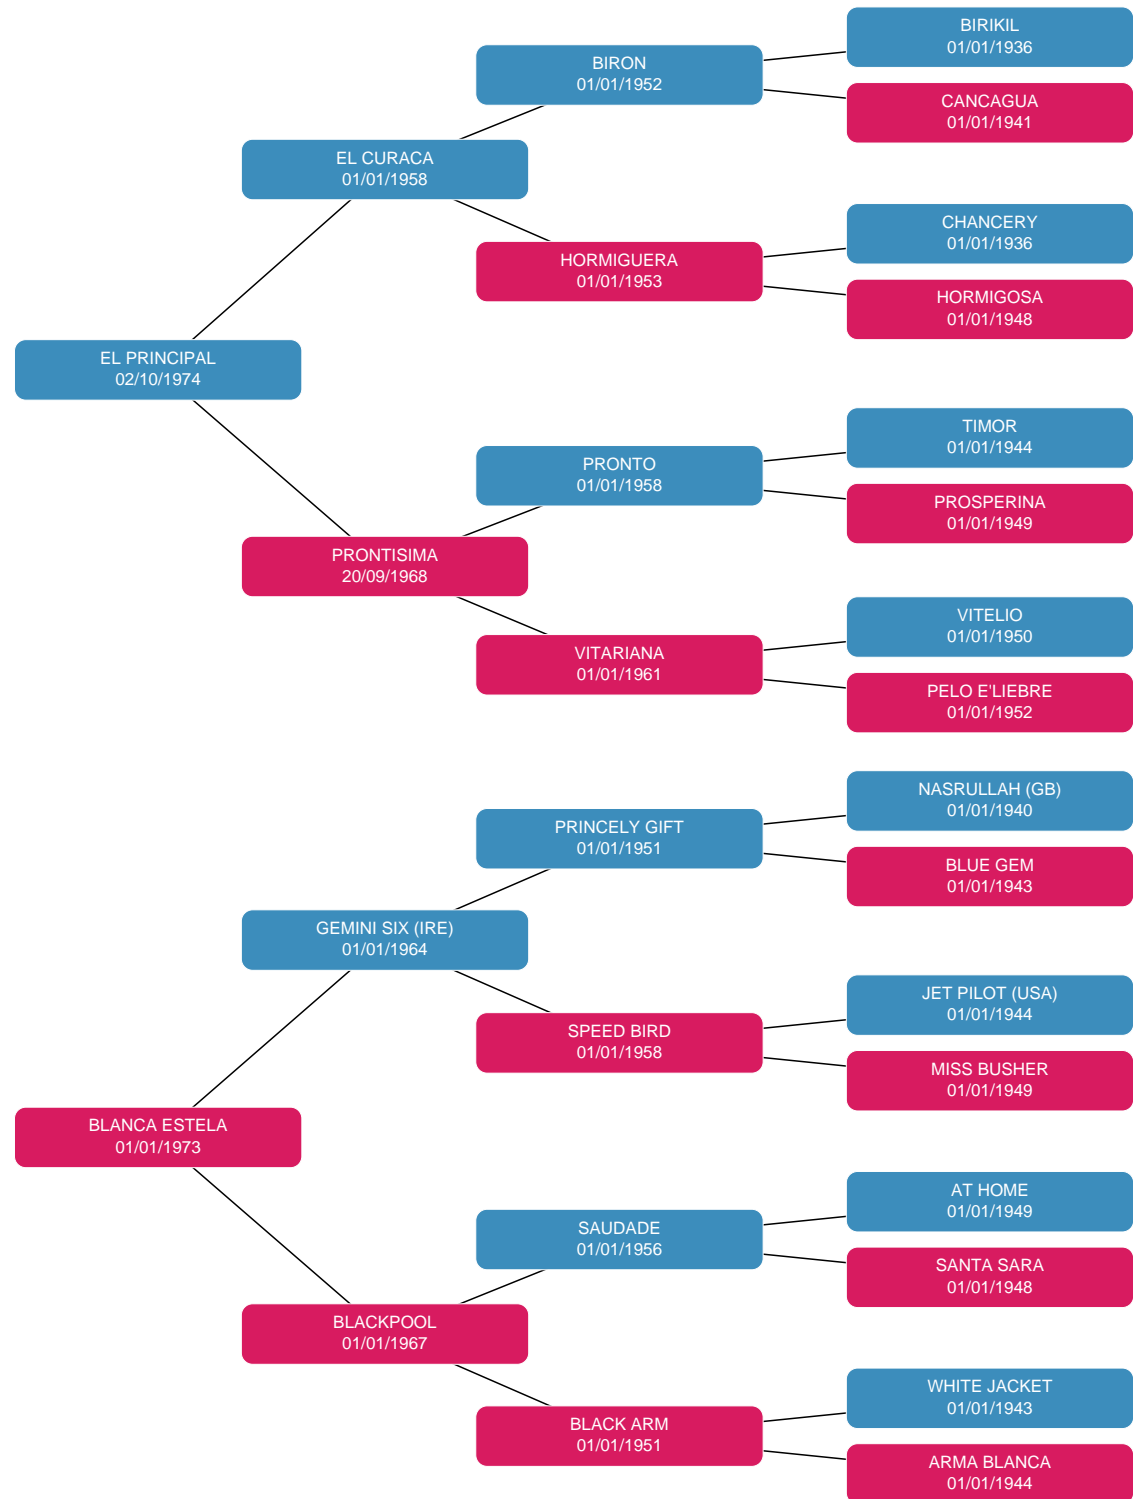 BIRIKIL
01/01/1936
BIRON
01/01/1952
CANCAGUA
01/01/1941
EL CURACA
01/01/1958
CHANCERY
01/01/1936
HORMIGUERA
01/01/1953
HORMIGOSA
01/01/1948
EL PRINCIPAL
02/10/1974
TIMOR
01/01/1944
PRONTO
01/01/1958
PROSPERINA
01/01/1949
PRONTISIMA
20/09/1968
VITELIO
01/01/1950
VITARIANA
01/01/1961
PELO E'LIEBRE
01/01/1952
NASRULLAH (GB)
01/01/1940
PRINCELY GIFT
01/01/1951
BLUE GEM
01/01/1943
GEMINI SIX (IRE)
01/01/1964
JET PILOT (USA)
01/01/1944
SPEED BIRD
01/01/1958
MISS BUSHER
01/01/1949
BLANCA ESTELA
01/01/1973
AT HOME
01/01/1949
SAUDADE
01/01/1956
SANTA SARA
01/01/1948
BLACKPOOL
01/01/1967
WHITE JACKET
01/01/1943
BLACK ARM
01/01/1951
ARMA BLANCA
01/01/1944